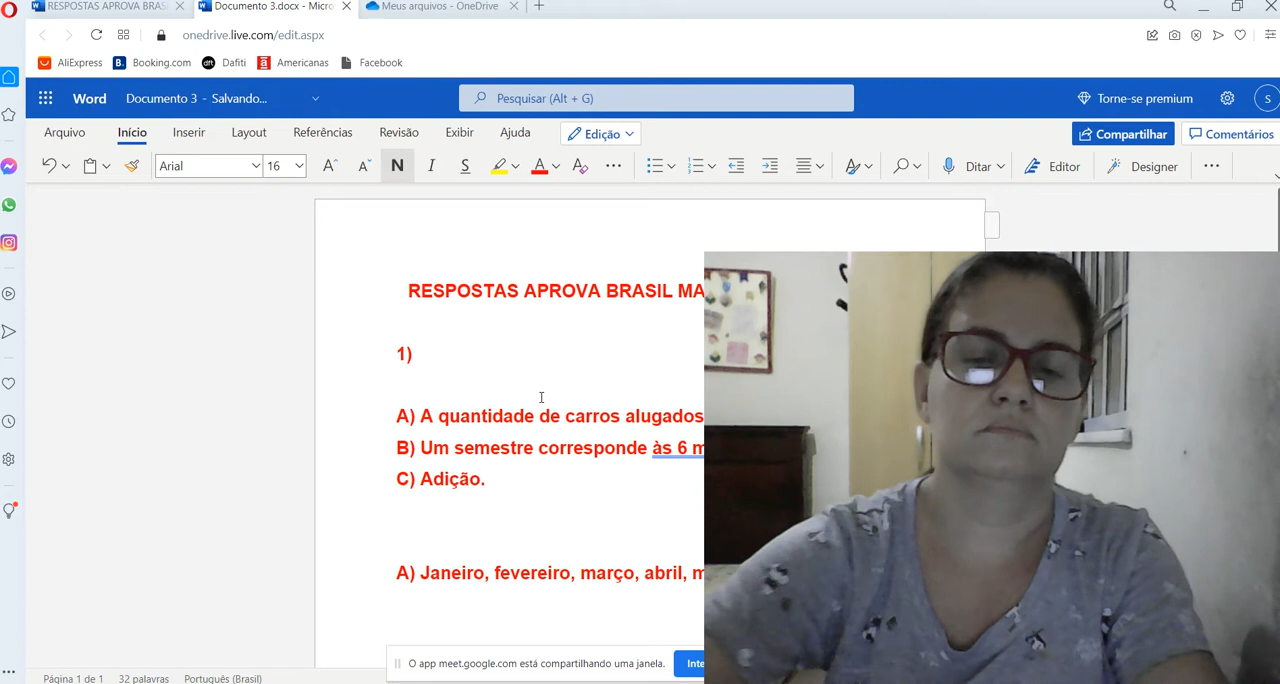 RESPOSTAS APROVA BRAS
Documento 3.docx - Micro
Meus arquivos - OneDrive
onedrive.live.com/edit.aspx
AliExpress B. Booking.com dft Dafiti a Americanas Facebook
Word Documento 3 - Salvando... Pesquisar (Alt + G) Torne-se premium S
Arquivo Início Inserir Layout Referências Revisão Exibir Ajuda Edição Compartilhar Comentários
Arial 16 A A N I S A A Ditar Editor Designer
RESPOSTAS APROVA BRASIL MA
1)
A) A quantidade de carros alugados
B) Um semestre corresponde às 6 m
C) Adição.
A) Janeiro, fevereiro, março, abril, m
O app meet.google.com está compartilhando uma janela. Inte
Página 1 de 1 32 palavras Português (Brasil)